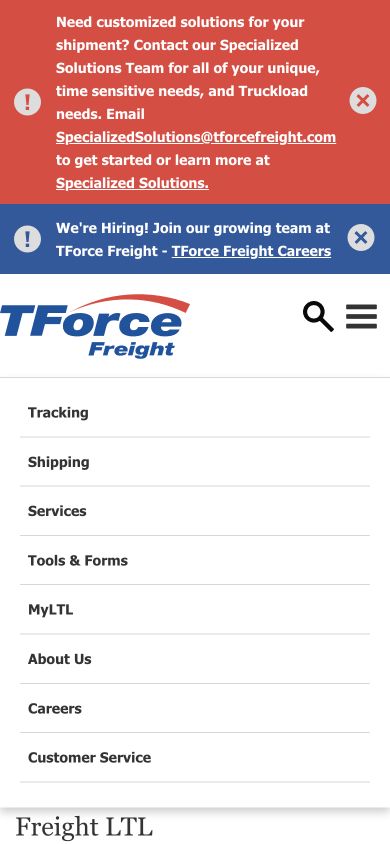 Need customized solutions for your
shipment? Contact our Specialized
Solutions Team for all of your unique,
time sensitive needs, and Truckload
needs. Email
SpecializedSolutions@tforcefreight.com
to get started or learn more at
Specialized Solutions.
We're Hiring! Join our growing team at
TForce Freight - TForce Freight Careers
TForce
Freight
Tracking
Shipping
Services
Tools & Forms
MyLTL
About Us
Careers
Customer Service
Freight LTL